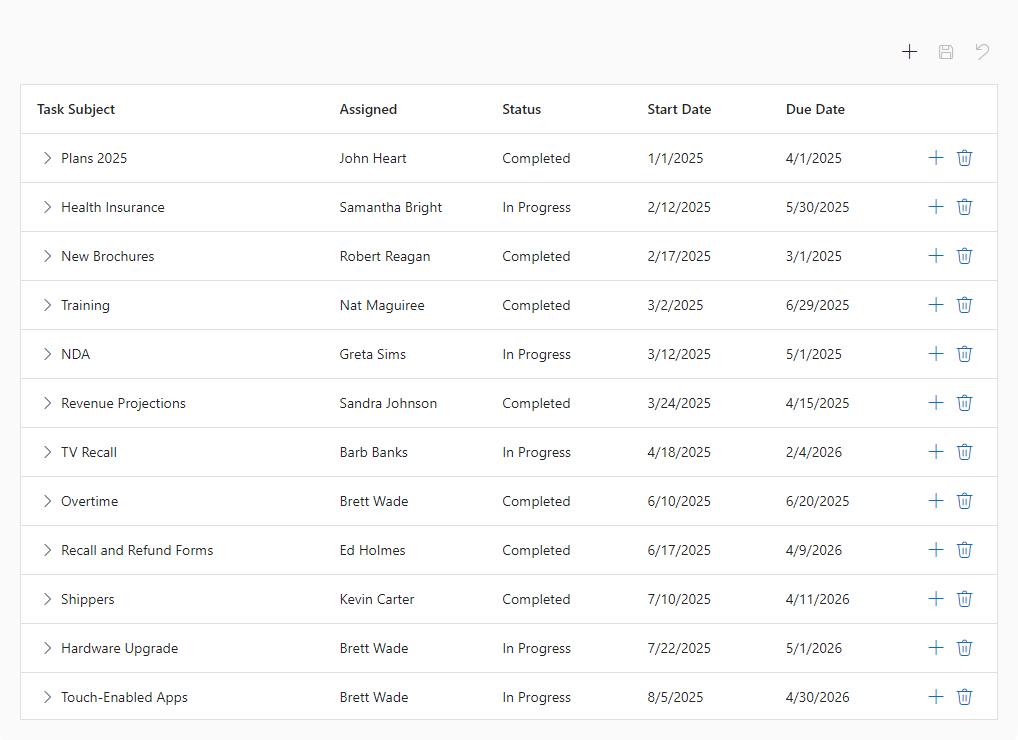 Task Subject Assigned Status Start Date Due Date
Plans 2025 John Heart Completed 1/1/2025 4/1/2025
Health Insurance Samantha Bright In Progress 2/12/2025 5/30/2025
New Brochures Robert Reagan Completed 2/17/2025 3/1/2025
Training Nat Maguiree Completed 3/2/2025 6/29/2025
NDA Greta Sims In Progress 3/12/2025 5/1/2025
Revenue Projections Sandra Johnson Completed 3/24/2025 4/15/2025
TV Recall Barb Banks In Progress 4/18/2025 2/4/2026
Overtime Brett Wade Completed 6/10/2025 6/20/2025
Recall and Refund Forms Ed Holmes Completed 6/17/2025 4/9/2026
Shippers Kevin Carter Completed 7/10/2025 4/11/2026
Hardware Upgrade Brett Wade In Progress 7/22/2025 5/1/2026
Touch-Enabled Apps Brett Wade In Progress 8/5/2025 4/30/2026